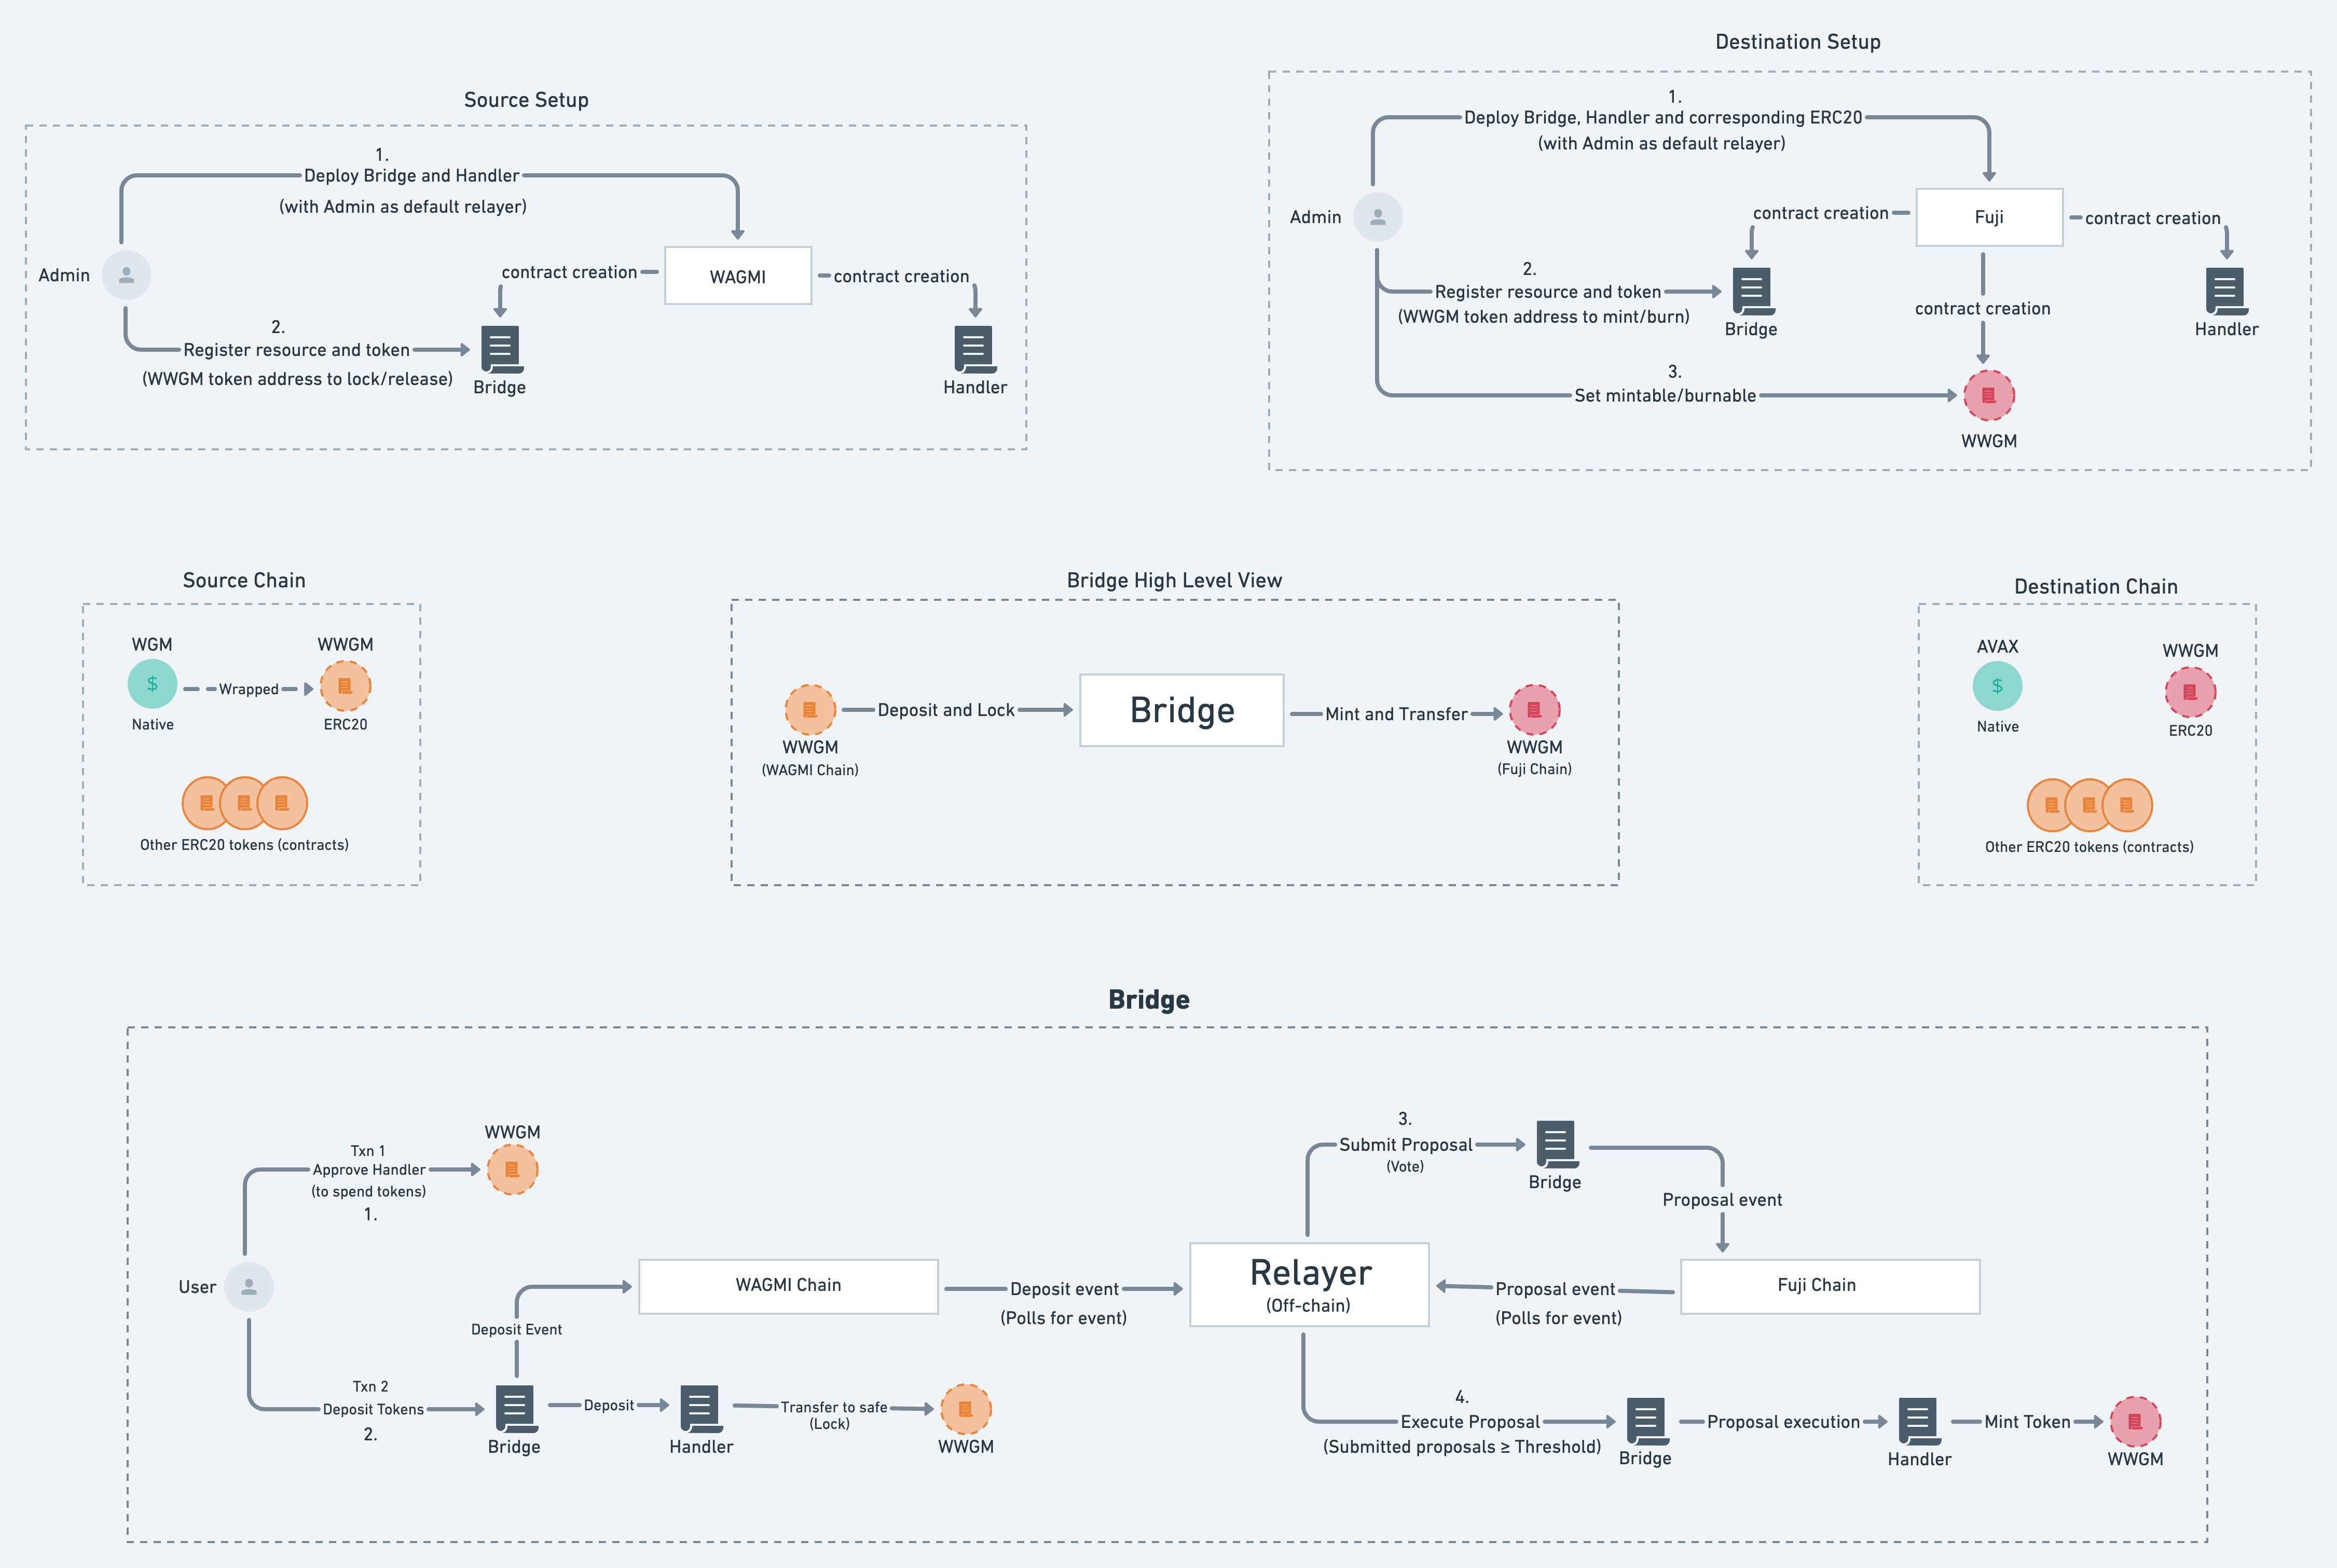 Source Setup
1.
Deploy Bridge and Handler
(with Admin as default relayer)
Admin
contract creation
WAGMI
contract creation
2.
Register resource and token
(WWGM token address to lock/release)
Bridge
Handler
Destination Setup
1.
Deploy Bridge, Handler and corresponding ERC20
(with Admin as default relayer)
Admin
contract creation
Fuji
contract creation
2.
Register resource and token
(WWGM token address to mint/burn)
Bridge
contract creation
Handler
3.
Set mintable/burnable
WWGM
Source Chain
WGM
WWGM
$
Wrapped
Native
ERC20
Other ERC20 tokens (contracts)
Bridge High Level View
Deposit and Lock
Bridge
Mint and Transfer
WWGM
(WAGMI Chain)
WWGM
(Fuji Chain)
Destination Chain
AVAX
WWGM
$
Native
ERC20
Other ERC20 tokens (contracts)
Bridge
WWGM
Txn 1
Approve Handler
(to spend tokens)
1.
User
WAGMI Chain
Deposit Event
Txn 2
Deposit Tokens
2.
Bridge
Deposit
Handler
Transfer to safe
(Lock)
WWGM
Deposit event
(Polls for event)
Relayer
(Off-chain)
3.
Submit Proposal
(Vote)
Bridge
Proposal event
Proposal event
(Polls for event)
Fuji Chain
4.
Execute Proposal
(Submitted proposals ≥ Threshold)
Bridge
Proposal execution
Handler
Mint Token
WWGM